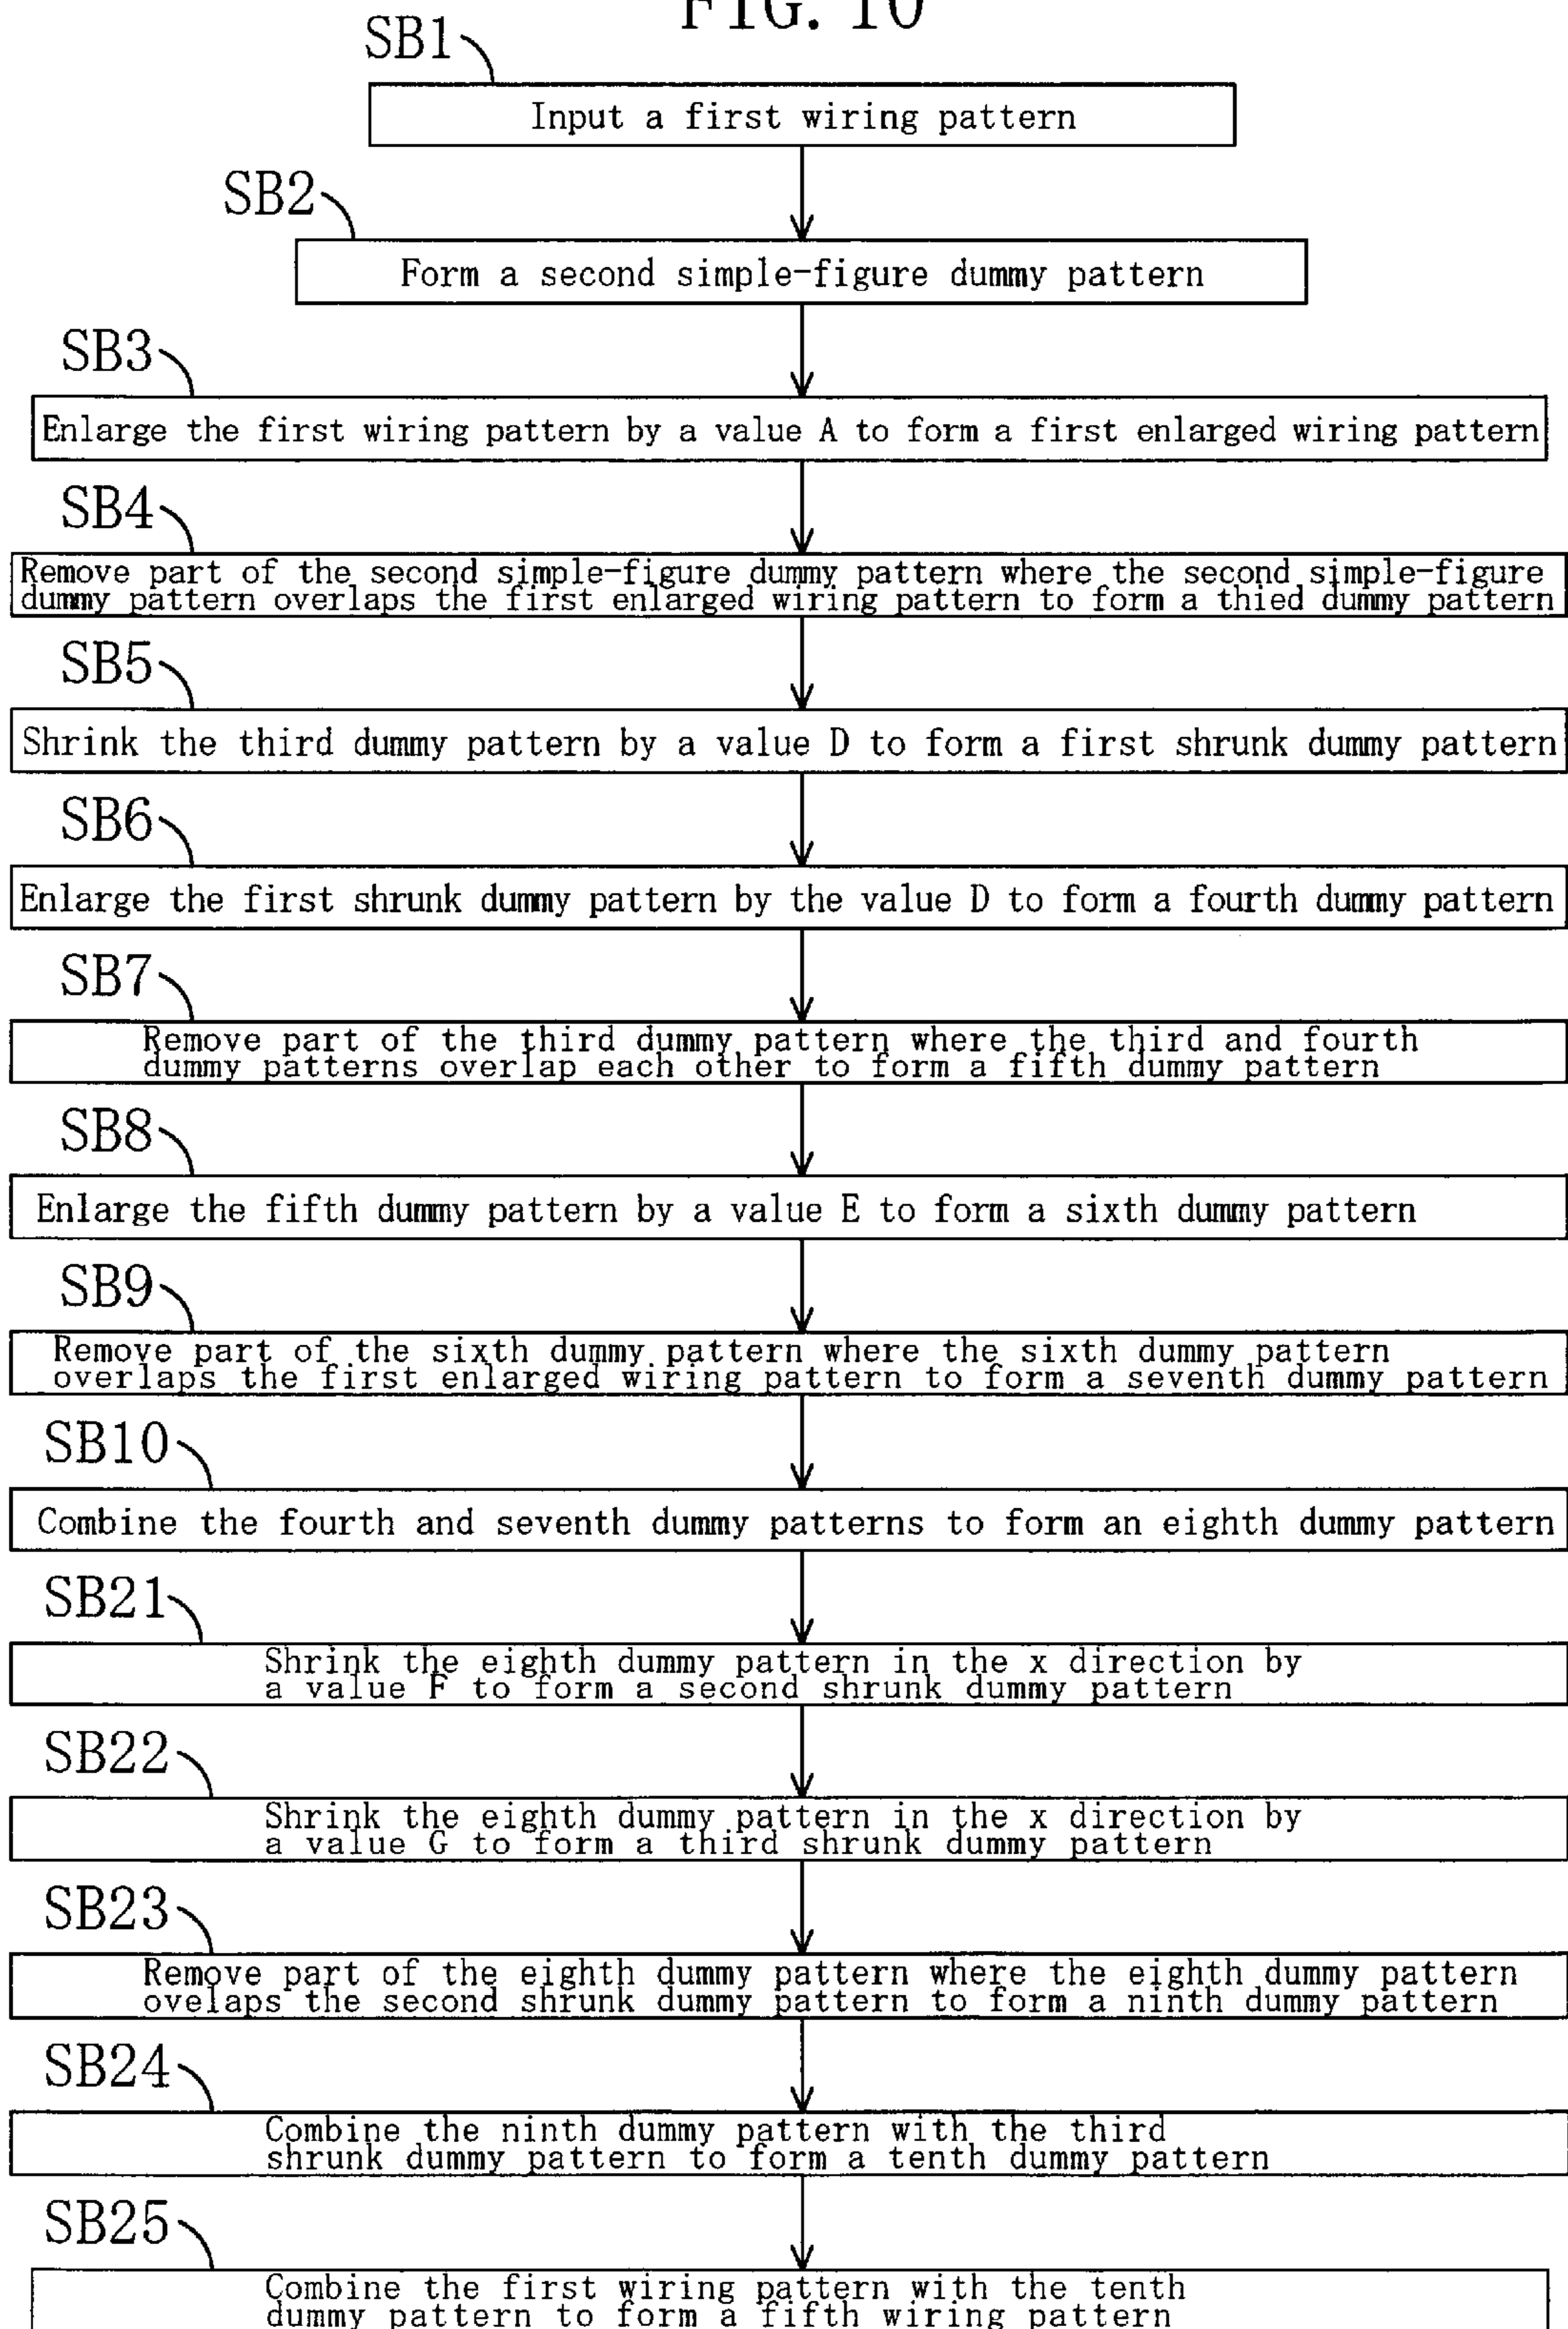 FIG. 10
SB1
Input a first wiring pattern
SB2
Form a second simple-figure dummy pattern
SB3
Enlarge the first wiring pattern by a value A to form a first enlarged wiring pattern
SB4
Remove part of the second simple-figure dummy pattern where the second simple-figure
dummy pattern overlaps the first enlarged wiring pattern to form a thied dummy pattern
SB5
Shrink the third dummy pattern by a value D to form a first shrunk dummy pattern
SB6
Enlarge the first shrunk dummy pattern by the value D to form a fourth dummy pattern
SB7
Remove part of the third dummy pattern where the third and fourth
dummy patterns overlap each other to form a fifth dummy pattern
SB8
Enlarge the fifth dummy pattern by a value E to form a sixth dummy pattern
SB9
Remove part of the sixth dummy pattern where the sixth dummy pattern
overlaps the first enlarged wiring pattern to form a seventh dummy pattern
SB10
Combine the fourth and seventh dummy patterns to form an eighth dummy pattern
SB21
Shrink the eighth dummy pattern in the x direction by
a value F to form a second shrunk dummy pattern
SB22
Shrink the eighth dummy pattern in the x direction by
a value G to form a third shrunk dummy pattern
SB23
Remove part of the eighth dummy pattern where the eighth dummy pattern
ovelaps the second shrunk dummy pattern to form a ninth dummy pattern
SB24
Combine the ninth dummy pattern with the third
shrunk dummy pattern to form a tenth dummy pattern
SB25
Combine the first wiring pattern with the tenth
dummy pattern to form a fifth wiring pattern